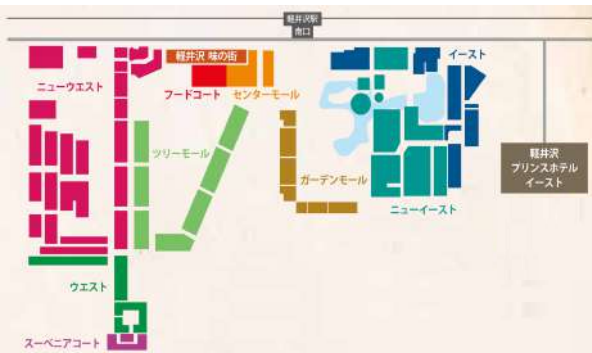 軽井沢駅
南口
軽井沢 味の街
イースト
ニューウエスト
フードコート
センターモール
ツリーモール
軽井沢
プリンスホテル
イースト
ガーデンモール
ニューイースト
ウエスト
スーベニアコート